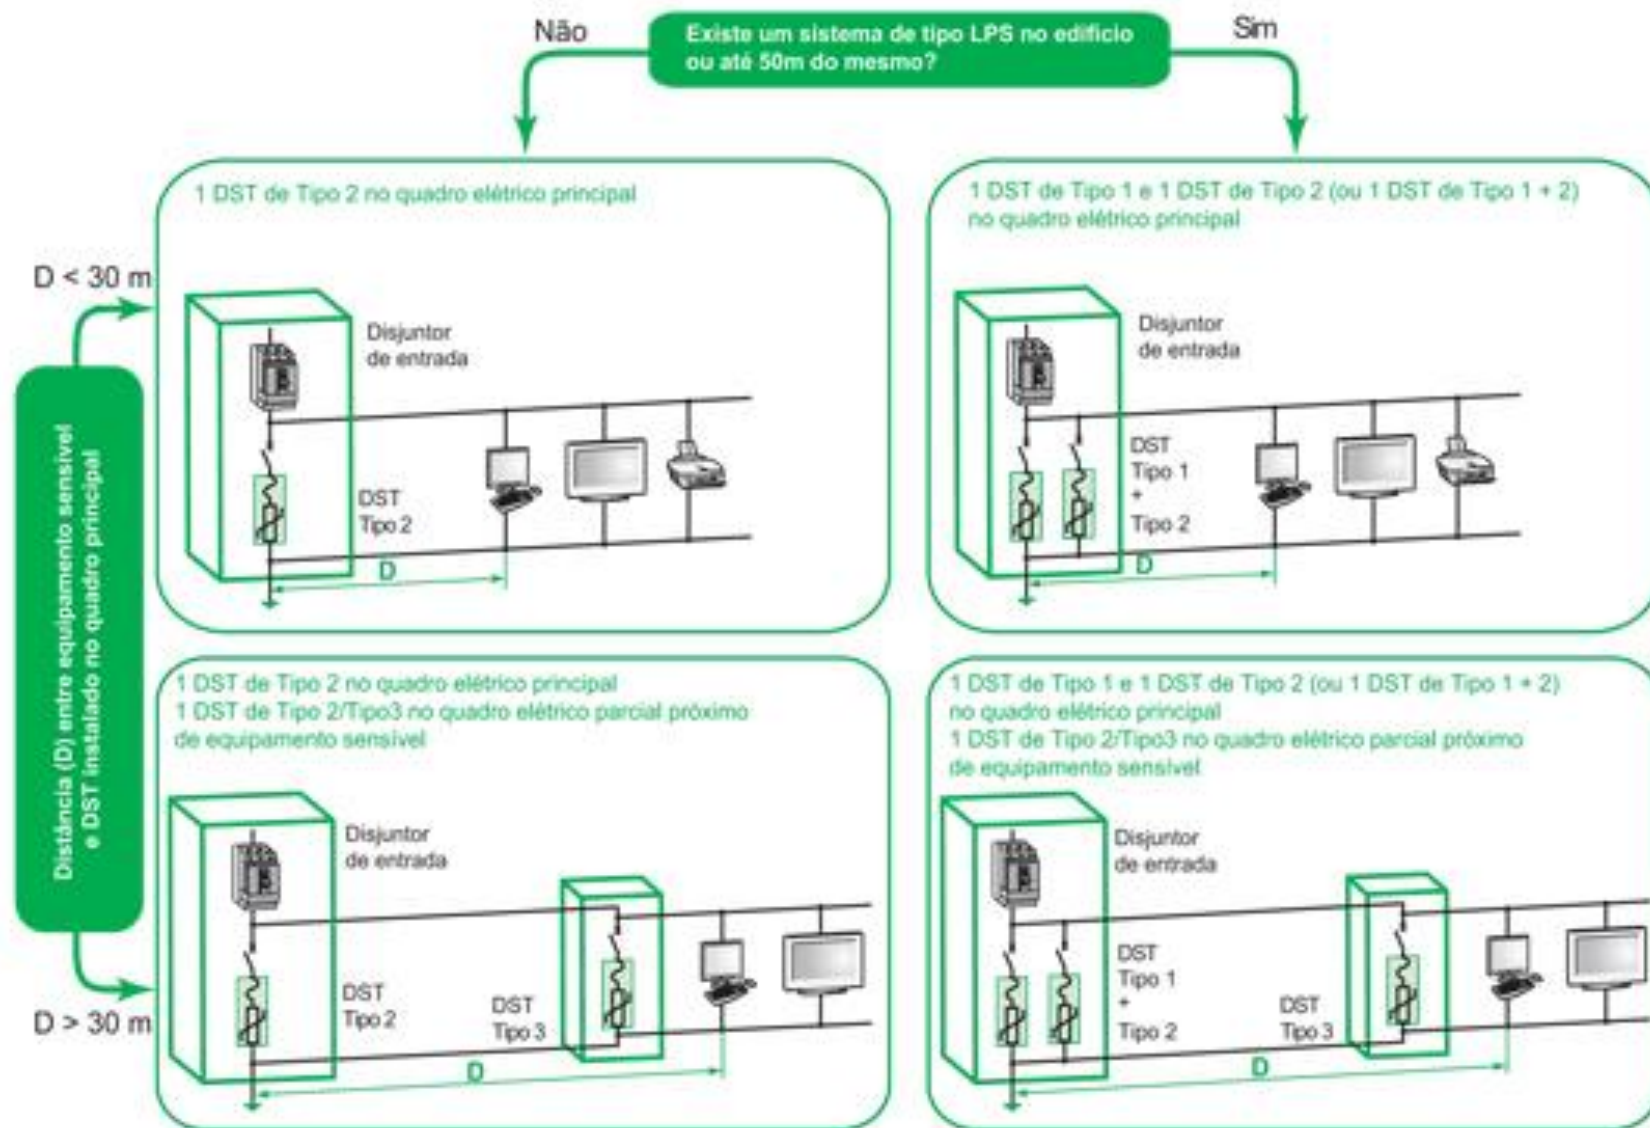 Não
Existe um sistema de tipo LPS no edificio
ou até 50m do mesmo?
Sim
1 DST de Tipo 2 no quadro elétrico principal
1 DST de Tipo 1 e 1 DST de Tipo 2 (ou 1 DST de Tipo 1 + 2)
no quadro elétrico principal
D < 30 m
Disjuntor
de entrada
DST
Tipo 2
D
Disjuntor
de entrada
DST
Tipo 1
+
Tipo 2
D
Distância (D) entre equipamento sensível
e DST instalado no quadro principal
1 DST de Tipo 2 no quadro elétrico principal
1 DST de Tipo 2/Tipo3 no quadro elétrico parcial próximo
de equipamento sensível
1 DST de Tipo 1 e 1 DST de Tipo 2 (ou 1 DST de Tipo 1 + 2)
no quadro elétrico principal
1 DST de Tipo 2/Tipo3 no quadro elétrico parcial próximo
de equipamento sensível
D > 30 m
Disjuntor
de entrada
DST
Tipo 2
DST
Tipo 3
D
Disjuntor
de entrada
DST
Tipo 1
+
Tipo 2
DST
Tipo 3
D